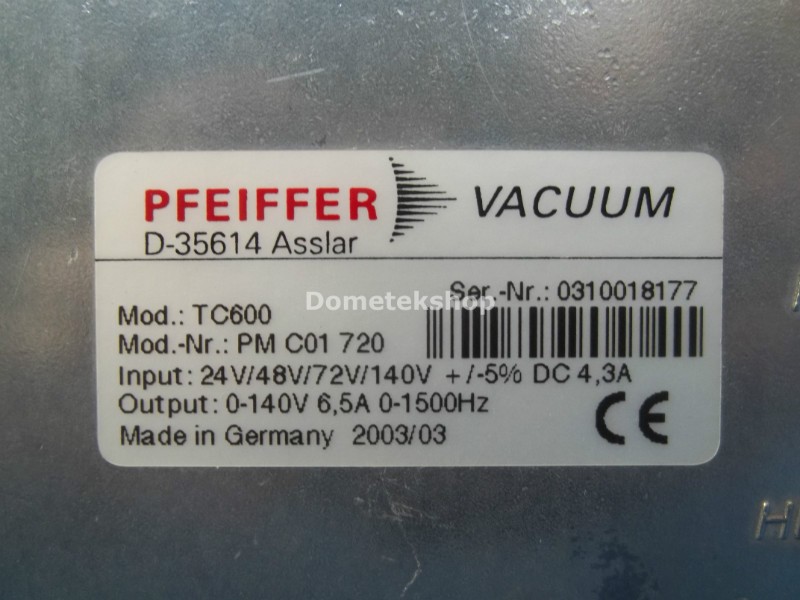 PFEIFFER VACUUM
D-35614 Asslar
Ser.-Nr.: 0310018177
Dometekshop
Mod.: TC600
Mod.-Nr.: PM C01 720
Input: 24V/48V/72V/140V +/-5% DC 4,3A
Output: 0-140V 6,5A 0-1500Hz
Made in Germany 2003/03
CE